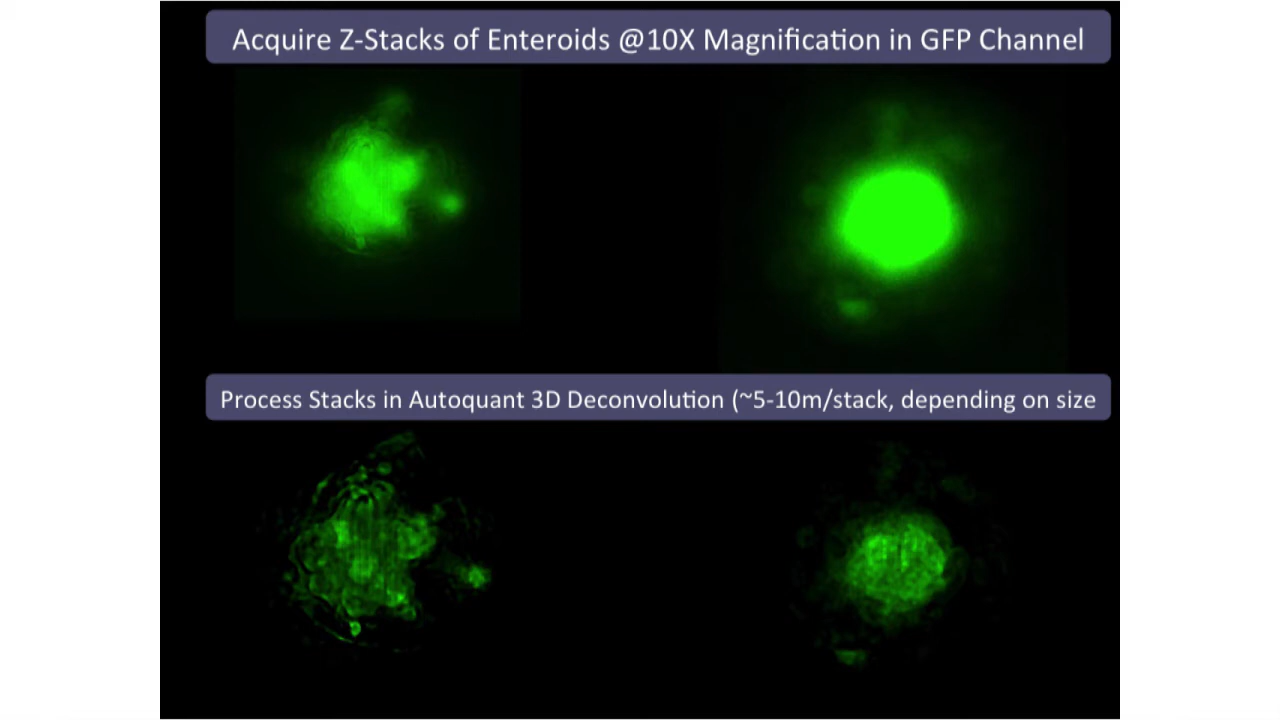 Acquire Z-Stacks of Enteroids @10X Magnification in GFP Channel
Process Stacks in Autoquant 3D Deconvolution (~5-10m/stack, depending on size